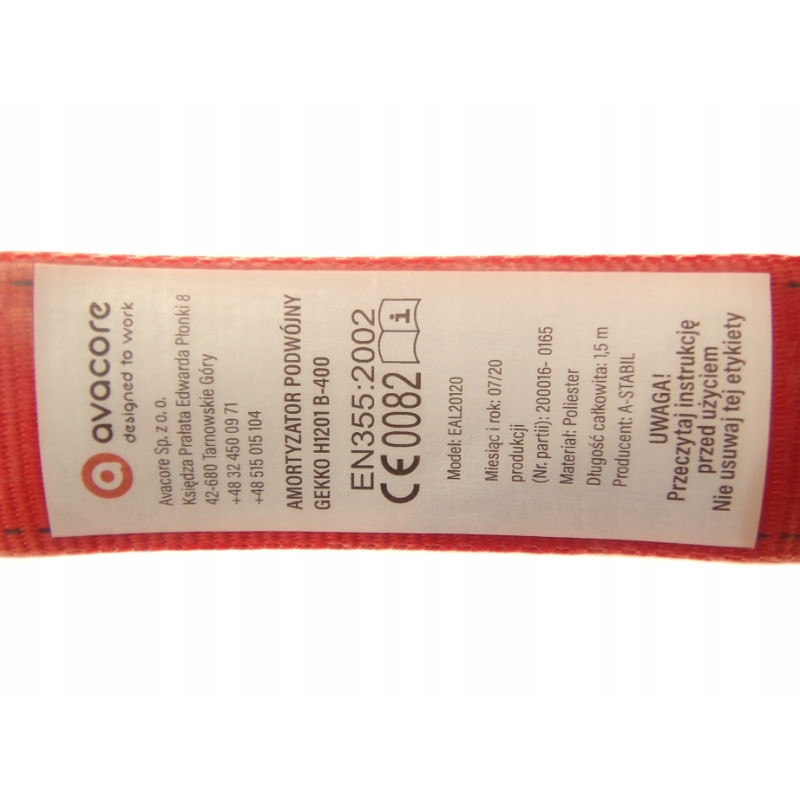 avacore
designed to work
Avacore Sp. z o. o.
Księdza Prałata Edwarda Płonki 8
42-680 Tarnowskie Góry
+48 32 450 09 71
+48 515 015 104
AMORTYZATOR PODWÓJNY
GEKKO H1201 B-400
EN355:2002
CE0082 i
Model: EAL20120
Miesiąc i rok: 07/20
produkcji
(Nr. partii); 200016- 0165
Materiał: Poliester
Długość całkowita: 1,5 m
Producent: A-STABIL
UWAGA!
Przeczytaj instrukcję
przed użyciem
Nie usuwaj tej etykiety